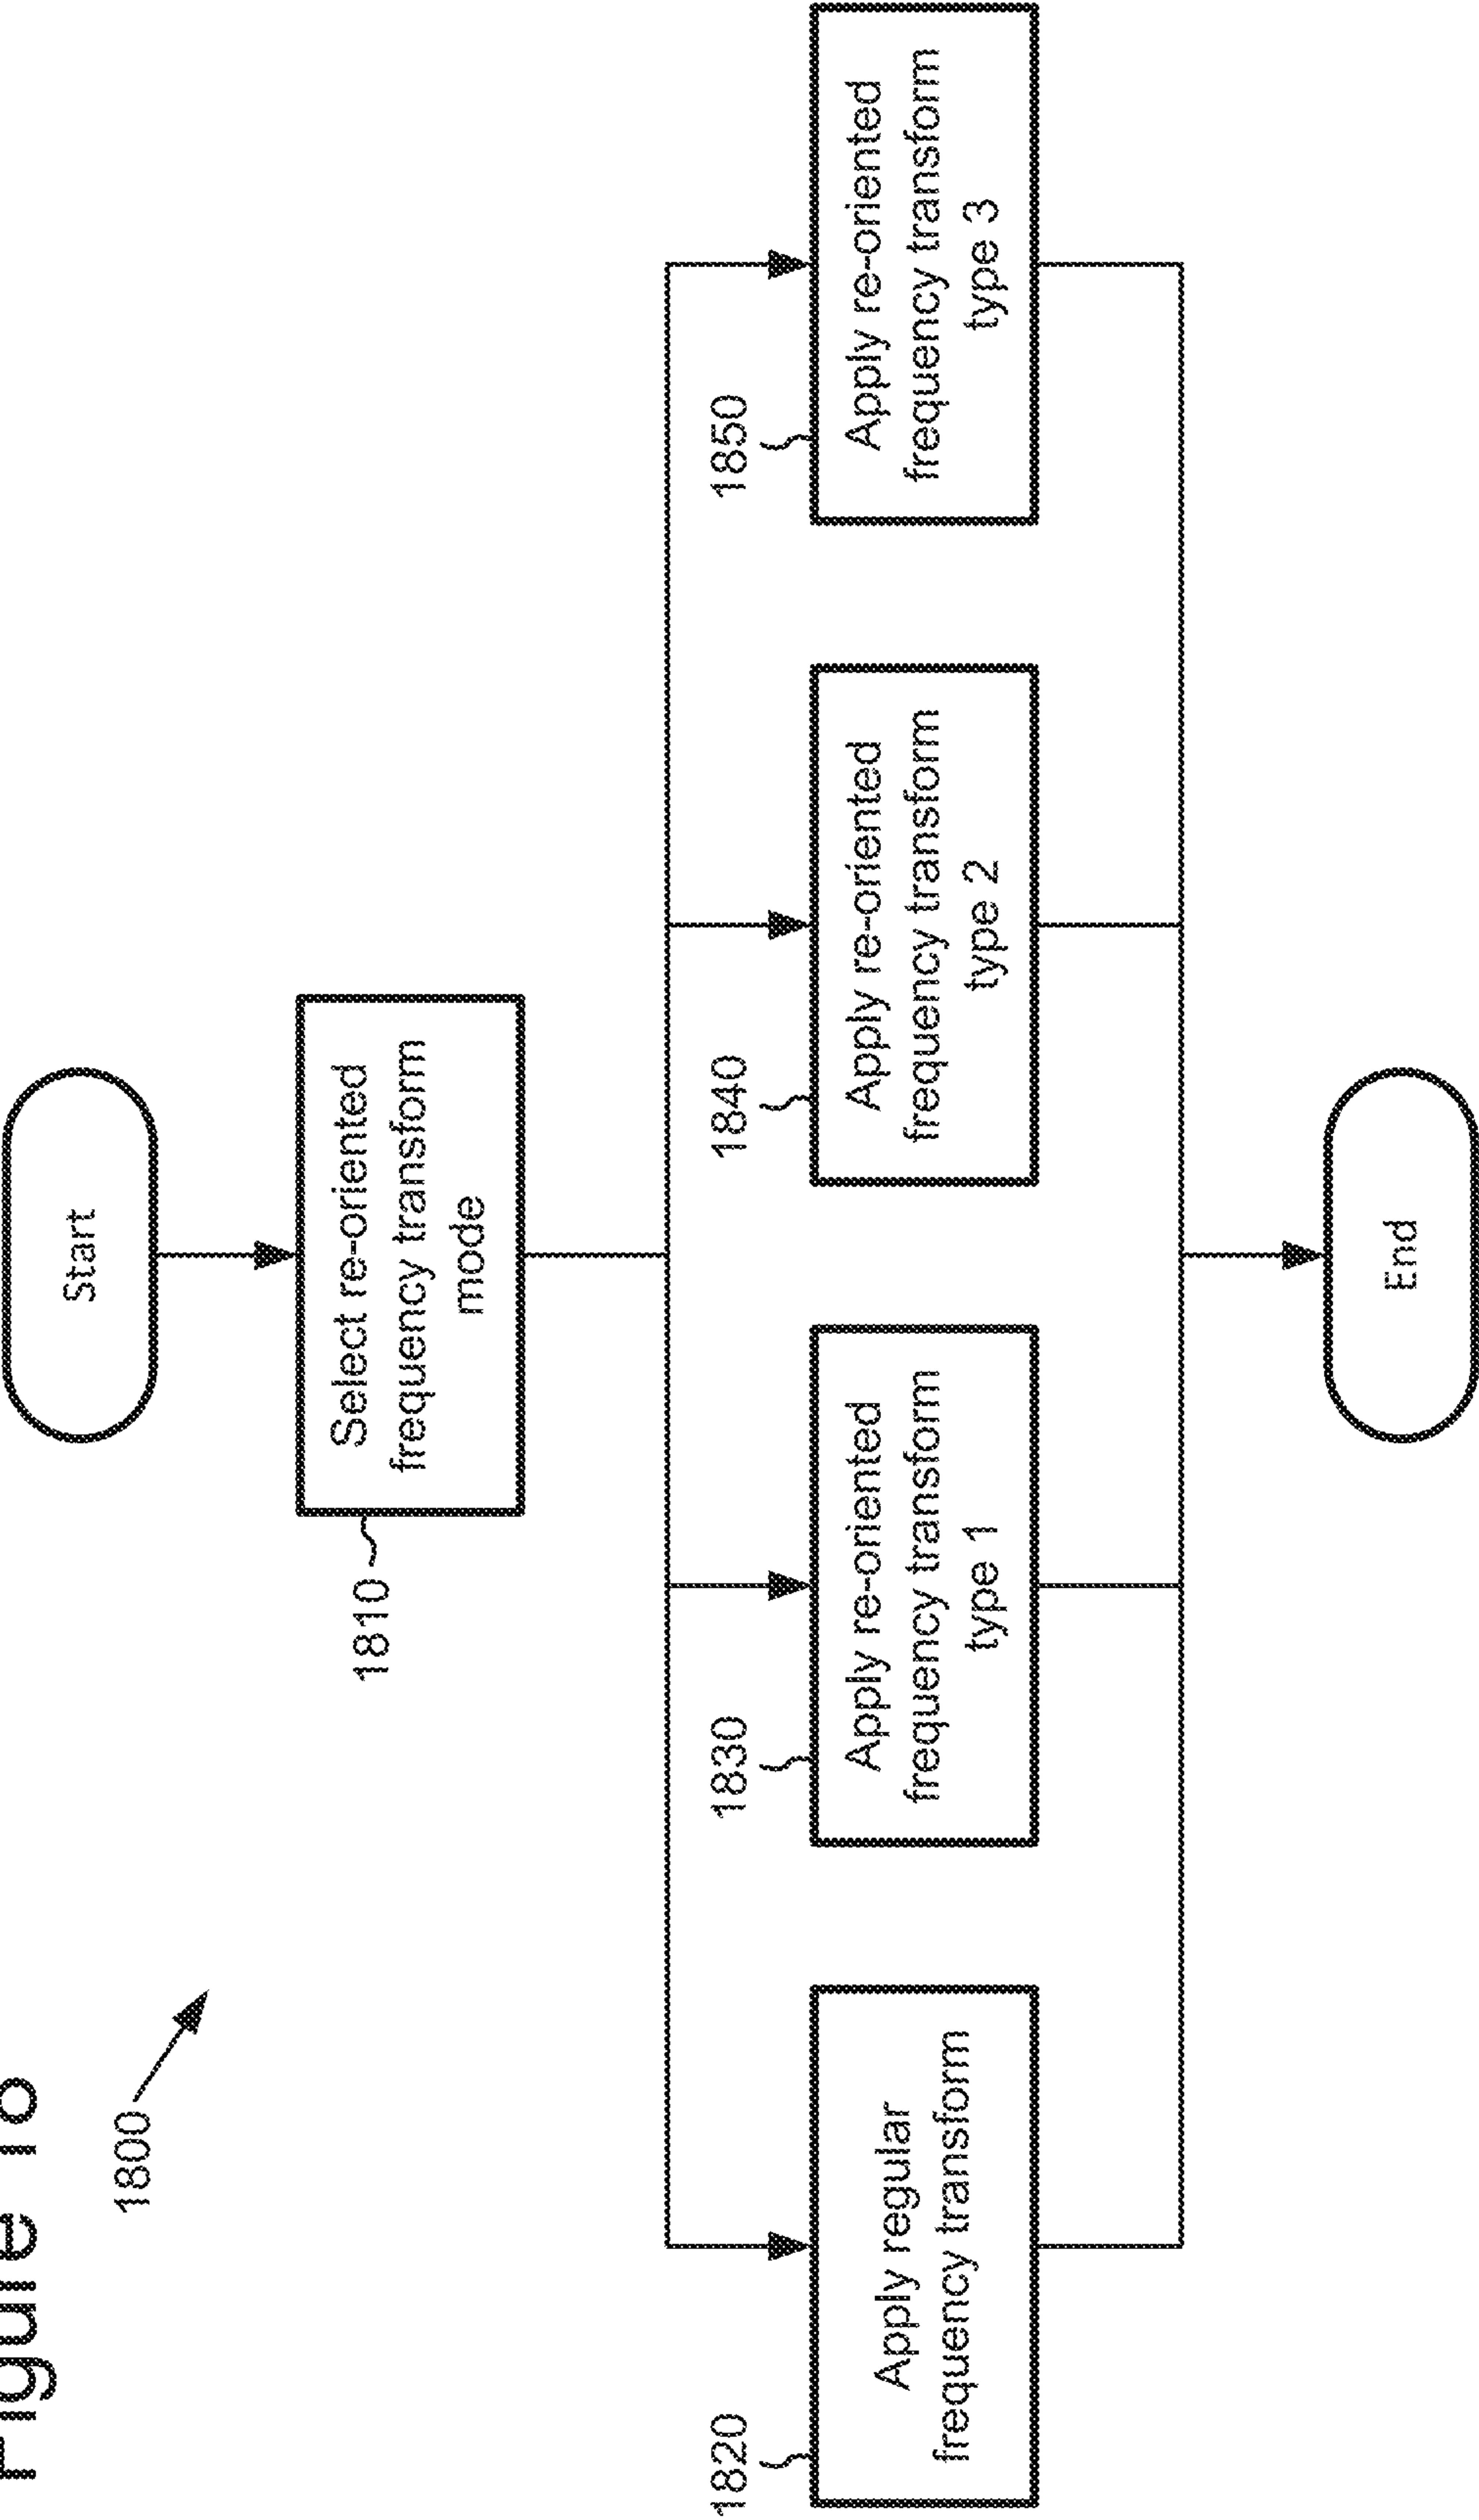 Figure 18
1800
Start
1810
Select re-oriented
frequency transform
mode
1820
Apply regular
frequency transform
1830
Apply re-oriented
frequency transform
type 1
1840
Apply re-oriented
frequency transform
type 2
1850
Apply re-oriented
frequency transform
type 3
End